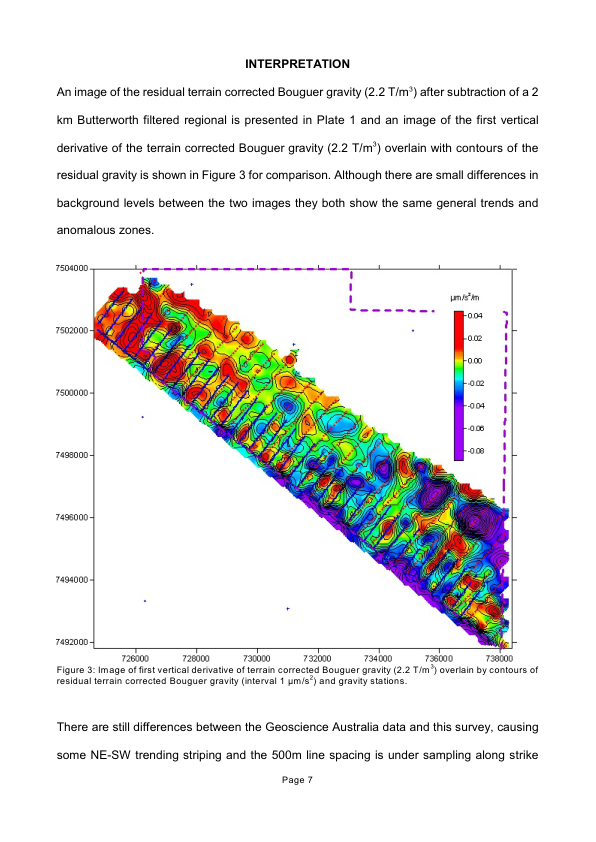 INTERPRETATION
An image of the residual terrain corrected Bouguer gravity (2.2 T/m³) after subtraction of a 2
km Butterworth filtered regional is presented in Plate 1 and an image of the first vertical
derivative of the terrain corrected Bouguer gravity (2.2 T/m³) overlain with contours of the
residual gravity is shown in Figure 3 for comparison. Although there are small differences in
background levels between the two images they both show the same general trends and
anomalous zones.
7504000
7502000
7500000
7498000
7496000
7494000
7492000
µm/s²/m
0.04
0.02
0.00
-0.02
-0.04
-0.06
-0.08
726000 728000 730000 732000 734000 736000 738000
Figure 3: Image of first vertical derivative of terrain corrected Bouguer gravity (2.2 T/m³) overlain by contours of
residual terrain corrected Bouguer gravity (interval 1 µm/s²) and gravity stations.
There are still differences between the Geoscience Australia data and this survey, causing
some NE-SW trending striping and the 500m line spacing is under sampling along strike
Page 7